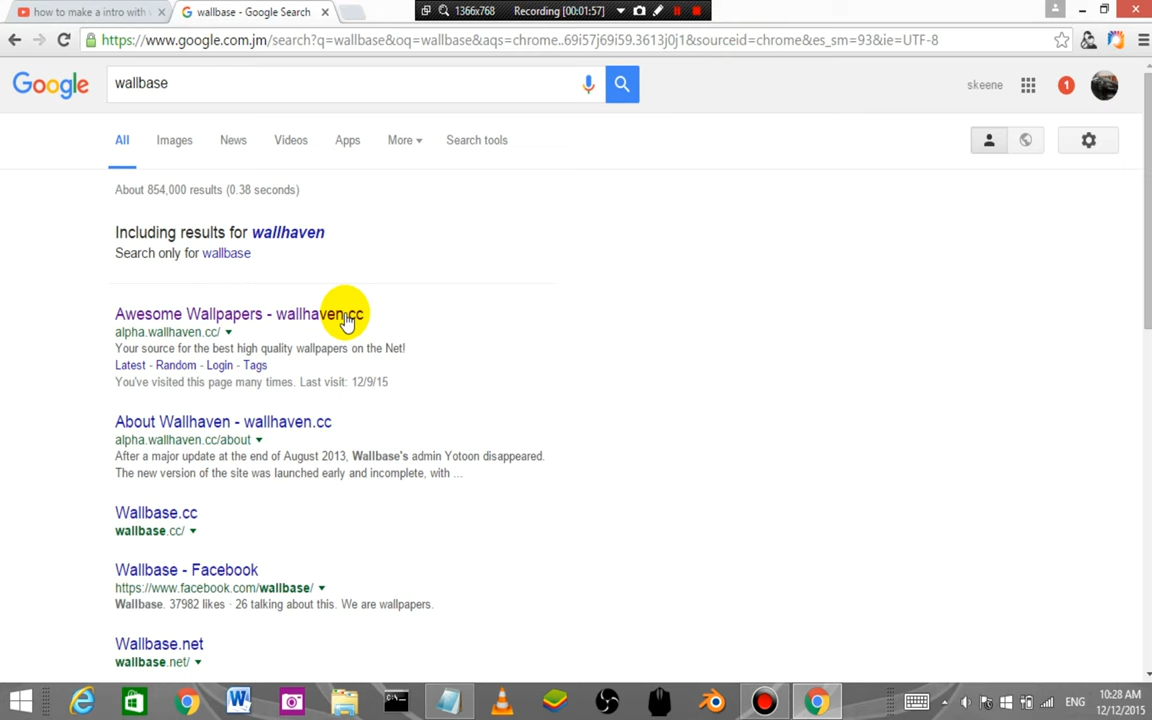 how to make a intro with
wallbase - Google Search
1366x768
Recording [00:01:57]
https://www.google.com.jm/search?q=wallbase&oq=wallbase&aqs=chrome..69i57j69i59.3613j0j1&sourceid=chrome&es_sm=93&ie=UTF-8
Google
wallbase
skeene
1
All
Images
News
Videos
Apps
More
Search tools
About 854,000 results (0.38 seconds)
Including results for wallhaven
Search only for wallbase
Awesome Wallpapers - wallhaven.cc
alpha.wallhaven.cc/
Your source for the best high quality wallpapers on the Net!
Latest - Random - Login - Tags
You've visited this page many times. Last visit: 12/9/15
About Wallhaven - wallhaven.cc
alpha.wallhaven.cc/about
After a major update at the end of August 2013, Wallbase's admin Yotoon disappeared.
The new version of the site was launched early and incomplete, with ...
Wallbase.cc
wallbase.cc/
Wallbase - Facebook
https://www.facebook.com/wallbase/
Wallbase. 37982 likes · 26 talking about this. We are wallpapers.
Wallbase.net
wallbase.net/
ENG
10:28 AM
12/12/2015